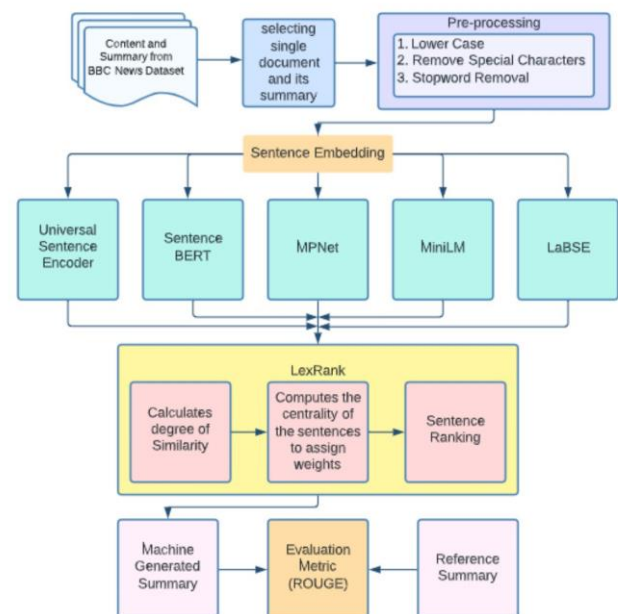 Content and
Summary from
BBC News Dataset
selecting
single
document
and its
summary
Pre-processing
1. Lower Case
2. Remove Special Characters
3. Stopword Removal
Sentence Embedding
Universal
Sentence
Encoder
Sentence
BERT
MPNet
MiniLM
LaBSE
LexRank
Calculates
degree of
Similarity
Computes the
centrality of
the sentences
to assign
weights
Sentence
Ranking
Machine
Generated
Summary
Evaluation
Metric
(ROUGE)
Reference
Summary